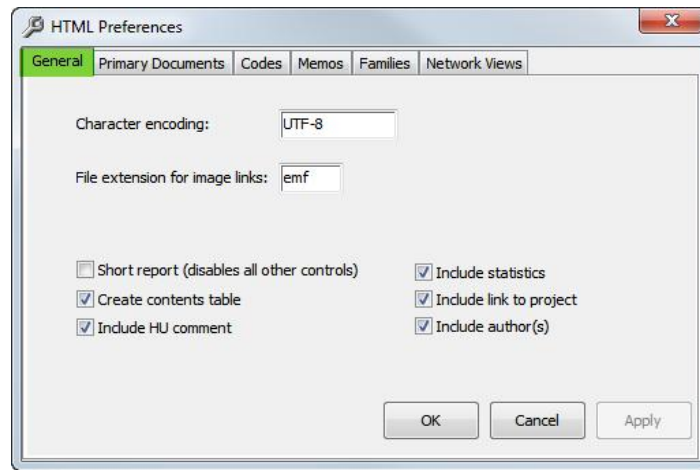 HTML Preferences
General Primary Documents Codes Memos Families Network Views
Character encoding: UTF-8
File extension for image links: emf
Short report (disables all other controls) Include statistics
Create contents table Include link to project
Include HU comment Include author(s)
OK Cancel Apply